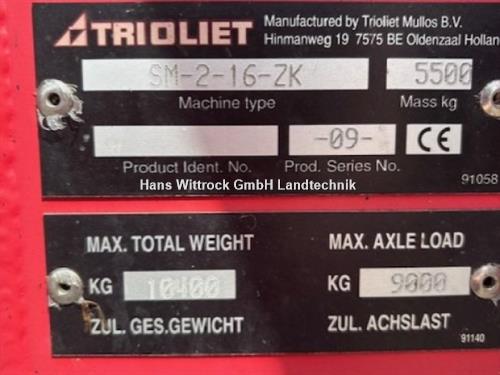 TRIOLIET
Manufactured by Trioliet Mullos B.V.
Hinmanweg 19 7575 BE Oldenzaal Holland
SM-2-16-ZK 5500
Machine type Mass kg
-09- CE
Product Ident. No. Prod. Series No.
91058
Hans Wittrock GmbH Landtechnik
MAX. TOTAL WEIGHT MAX. AXLE LOAD
KG 10400 KG 9000
ZUL. GES.GEWICHT ZUL. ACHSLAST
91140